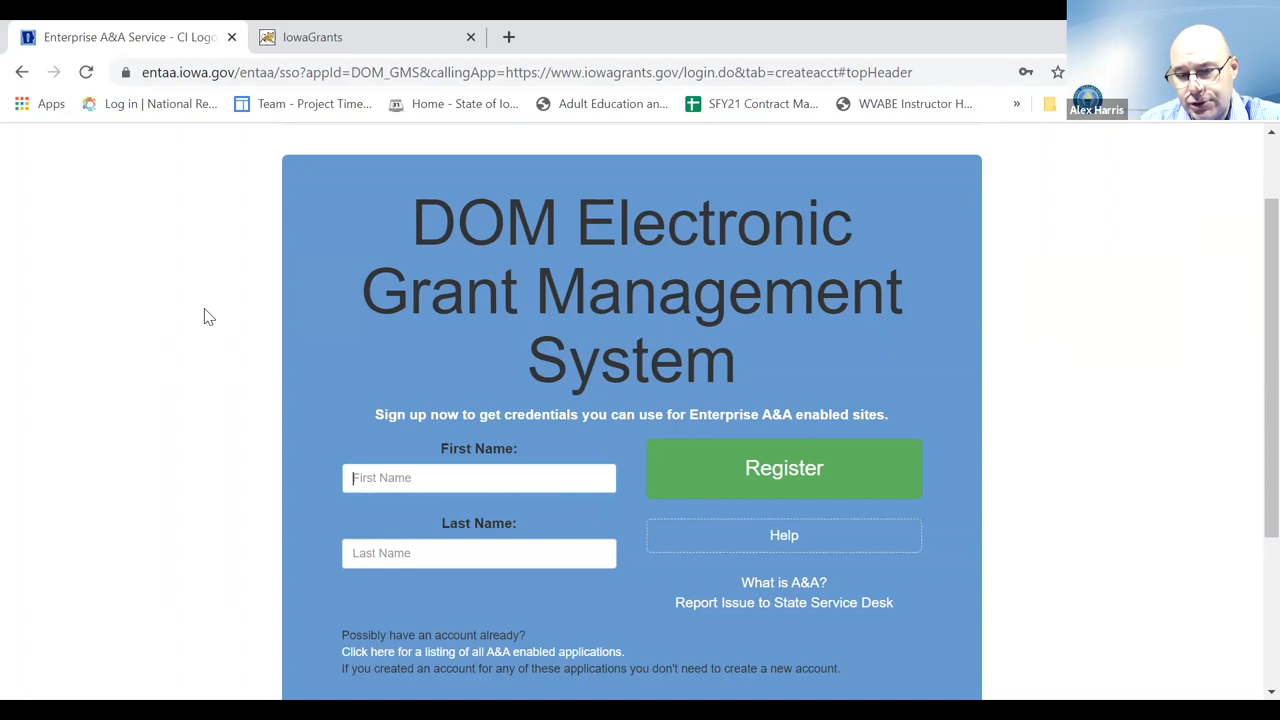 Enterprise A&A Service - CI Logo
IowaGrants
entaa.iowa.gov/entaa/sso?appId=DOM_GMS&callingApp=https://www.iowagrants.gov/login.do&tab=createacct#topHeader
Apps
Log in | National Re...
Team - Project Time...
Home - State of Io...
Adult Education an...
SFY21 Contract Ma...
WVABE Instructor H...
»
Alex Harris
DOM Electronic
Grant Management
System
Sign up now to get credentials you can use for Enterprise A&A enabled sites.
First Name:
First Name
Register
Last Name:
Last Name
Help
What is A&A?
Report Issue to State Service Desk
Possibly have an account already?
Click here for a listing of all A&A enabled applications.
If you created an account for any of these applications you don't need to create a new account.